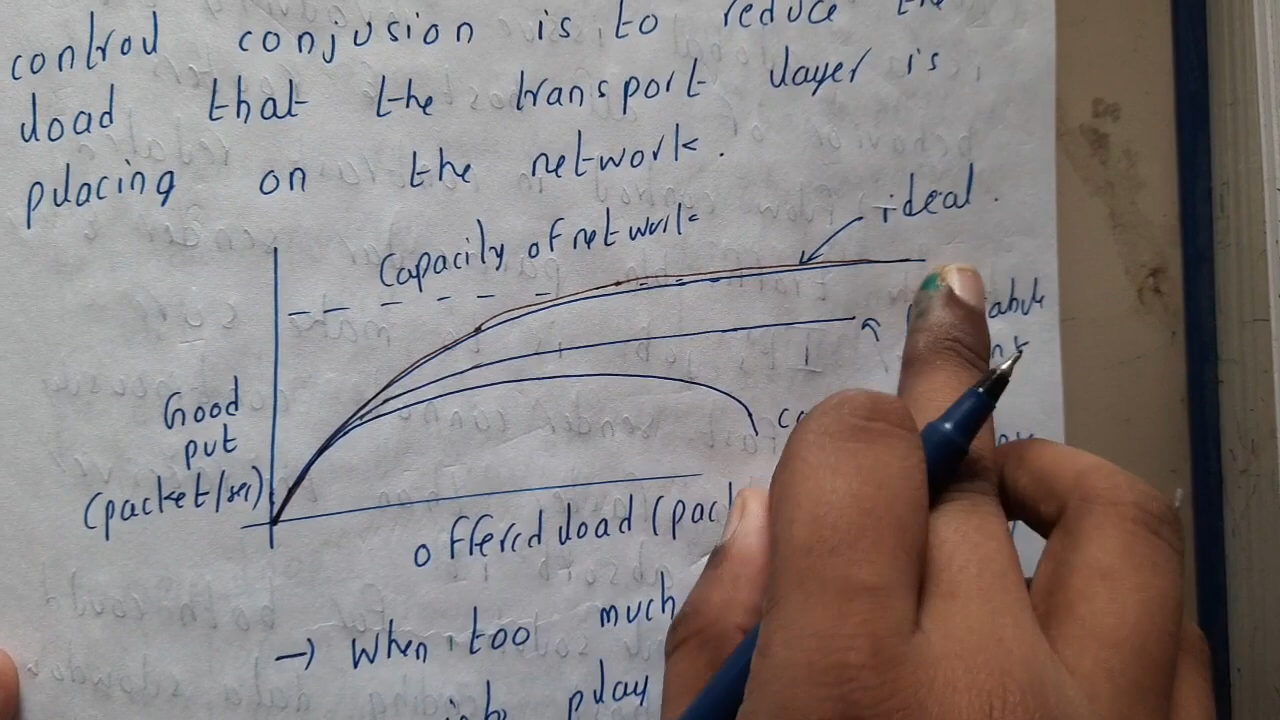 control conjusion is to reduce the
load that the transport layer is
placing on the network.
ideal.
Capacity of network
Good
put
(packet/sec)
offered load (pac
→ When too much
play